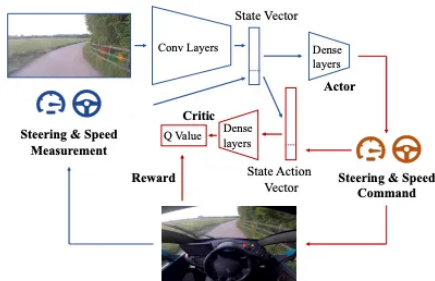 State Vector
Conv Layers
Dense
layers
Actor
Critic
Q Value
Dense
layers
Steering & Speed
Measurement
Reward
State Action
Vector
Steering & Speed
Command